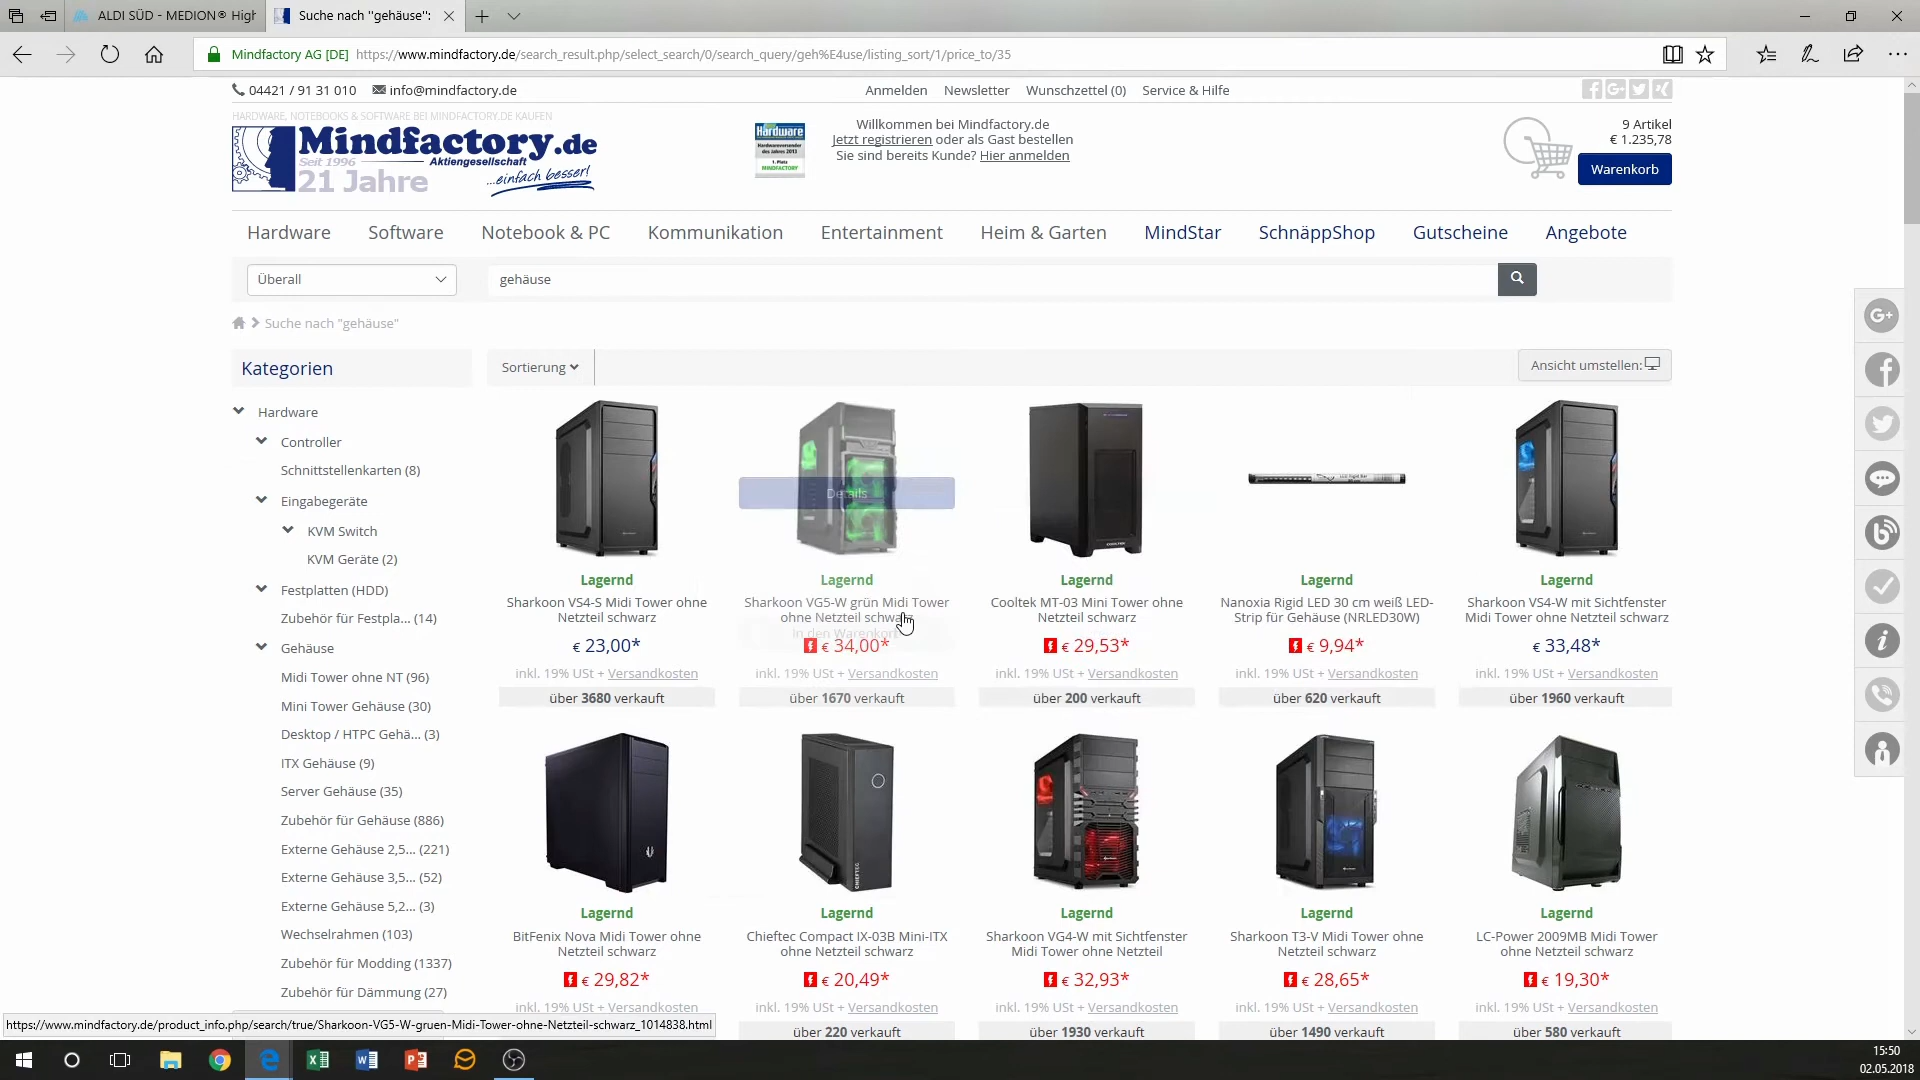 ALDI SÜD - MEDION® High
Suche nach "gehäuse":
Mindfactory AG [DE] https://www.mindfactory.de/search_result.php/select_search/0/search_query/geh%E4use/listing_sort/1/price_to/35
04421 / 91 31 010 info@mindfactory.de
Anmelden Newsletter Wunschzettel (0) Service & Hilfe
HARDWARE, NOTEBOOKS & SOFTWARE BEI MINDFACTORY.DE KAUFEN
Mindfactory.de
Seit 1996 Aktiengesellschaft
21 Jahre ...einfach besser!
Hardware
MINDFACTORY
Willkommen bei Mindfactory.de
Jetzt registrieren oder als Gast bestellen
Sie sind bereits Kunde? Hier anmelden
9 Artikel
€ 1.235,78
Warenkorb
Hardware Software Notebook & PC Kommunikation Entertainment Heim & Garten MindStar SchnäppShop Gutscheine Angebote
Überall gehäuse
Suche nach "gehäuse"
Kategorien
Hardware
Controller
Schnittstellenkarten (8)
Eingabegeräte
KVM Switch
KVM Geräte (2)
Festplatten (HDD)
Zubehör für Festpla... (14)
Gehäuse
Midi Tower ohne NT (96)
Mini Tower Gehäuse (30)
Desktop / HTPC Gehä... (3)
ITX Gehäuse (9)
Server Gehäuse (35)
Zubehör für Gehäuse (886)
Externe Gehäuse 2,5... (221)
Externe Gehäuse 3,5... (52)
Externe Gehäuse 5,2... (3)
Wechselrahmen (103)
Zubehör für Modding (1337)
Zubehör für Dämmung (27)
Sortierung
Ansicht umstellen:
Lagernd
Sharkoon VS4-S Midi Tower ohne
Netzteil schwarz
€ 23,00*
inkl. 19% USt + Versandkosten
über 3680 verkauft
Details
Lagernd
Sharkoon VG5-W grün Midi Tower
ohne Netzteil schwarz
In den Warenkorb
€ 34,00*
inkl. 19% USt + Versandkosten
über 1670 verkauft
Lagernd
Cooltek MT-03 Mini Tower ohne
Netzteil schwarz
€ 29,53*
inkl. 19% USt + Versandkosten
über 200 verkauft
Lagernd
Nanoxia Rigid LED 30 cm weiß LED-
Strip für Gehäuse (NRLED30W)
€ 9,94*
inkl. 19% USt + Versandkosten
über 620 verkauft
Lagernd
Sharkoon VS4-W mit Sichtfenster
Midi Tower ohne Netzteil schwarz
€ 33,48*
inkl. 19% USt + Versandkosten
über 1960 verkauft
Lagernd
BitFenix Nova Midi Tower ohne
Netzteil schwarz
€ 29,82*
inkl. 19% USt + Versandkosten
CHIEFTEC
Lagernd
Chieftec Compact IX-03B Mini-ITX
ohne Netzteil schwarz
€ 20,49*
inkl. 19% USt + Versandkosten
über 220 verkauft
Lagernd
Sharkoon VG4-W mit Sichtfenster
Midi Tower ohne Netzteil
€ 32,93*
inkl. 19% USt + Versandkosten
über 1930 verkauft
Lagernd
Sharkoon T3-V Midi Tower ohne
Netzteil schwarz
€ 28,65*
inkl. 19% USt + Versandkosten
über 1490 verkauft
Lagernd
LC-Power 2009MB Midi Tower
ohne Netzteil schwarz
€ 19,30*
inkl. 19% USt + Versandkosten
über 580 verkauft
https://www.mindfactory.de/product_info.php/search/true/Sharkoon-VG5-W-gruen-Midi-Tower-ohne-Netzteil-schwarz_1014838.html
15:50
02.05.2018